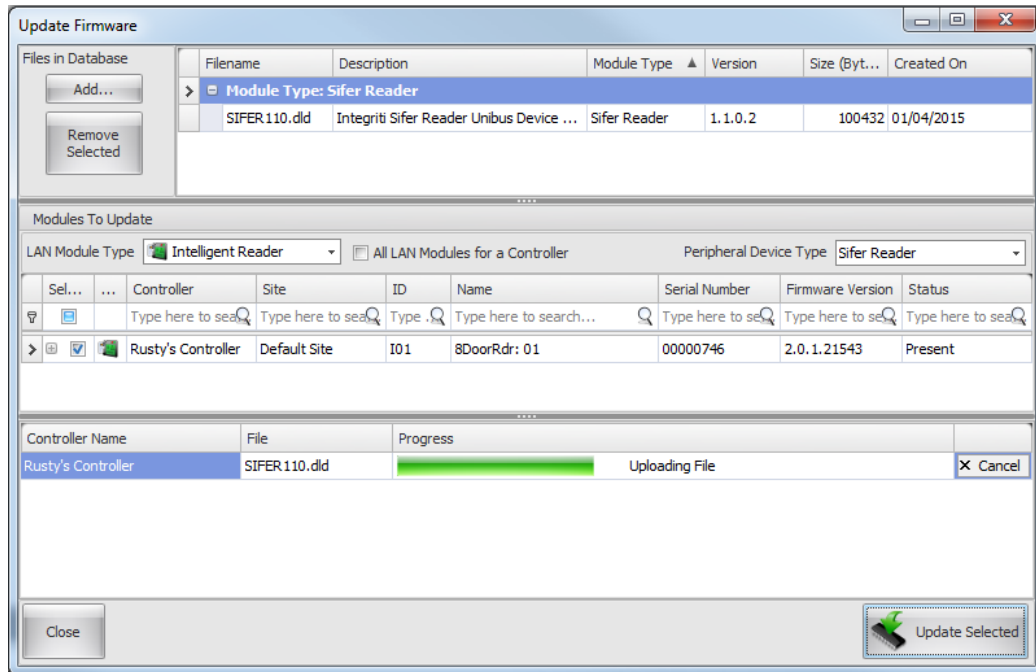 Update Firmware
Files in Database
Add...
Remove
Selected
Filename Description Module Type Version Size (Byt... Created On
Module Type: Sifer Reader
SIFER110.dld Integriti Sifer Reader Unibus Device ... Sifer Reader 1.1.0.2 100432 01/04/2015
Modules To Update
LAN Module Type Intelligent Reader All LAN Modules for a Controller Peripheral Device Type Sifer Reader
Sel... ... Controller Site ID Name Serial Number Firmware Version Status
Type here to sea Type here to sea Type . Type here to search... Type here to se Type here to se Type here to sea
Rusty's Controller Default Site I01 8DoorRdr: 01 00000746 2.0.1.21543 Present
Controller Name File Progress
Rusty's Controller SIFER110.dld Uploading File X Cancel
Close Update Selected